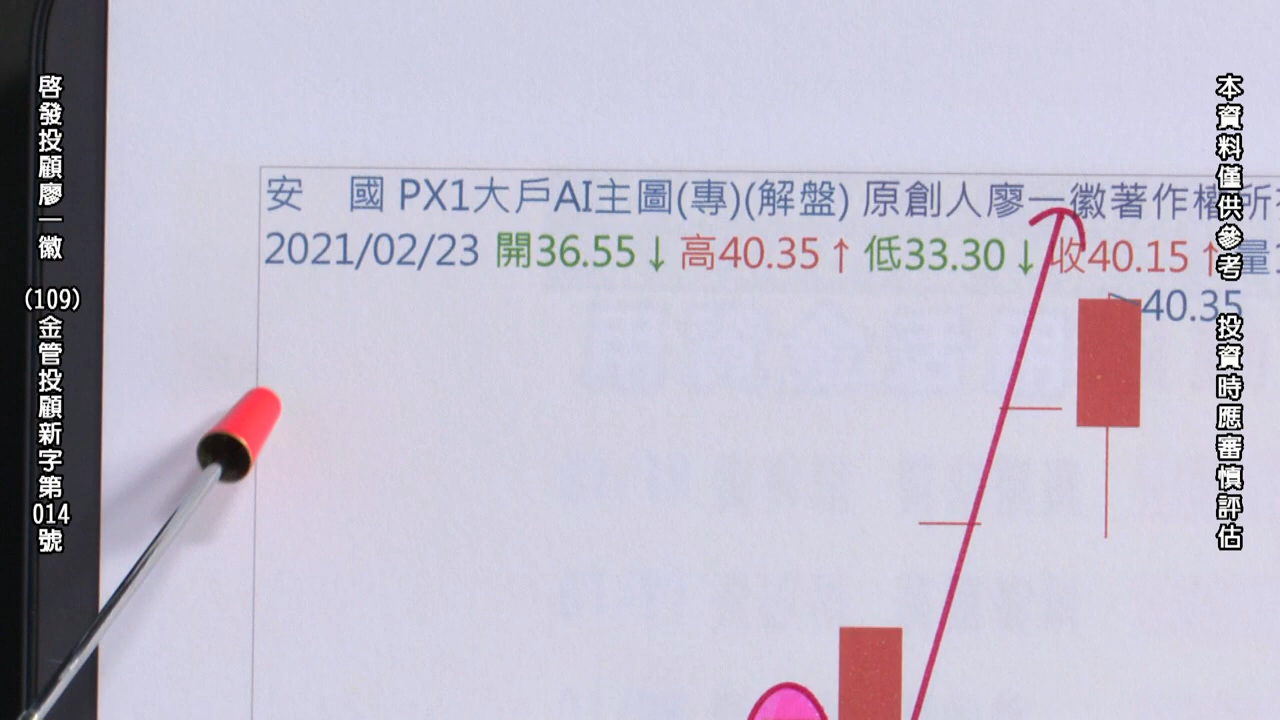 啓發投顧廖一徽 (109)金管投顧新字第014號
安 國 PX1大戶AI主圖(專)(解盤) 原創人廖一徽著作權所
2021/02/23 開36.55↓ 高40.35↑ 低33.30↓ 收40.15↑ 量
40.35
本資料僅供參考 投資時應審慎評估